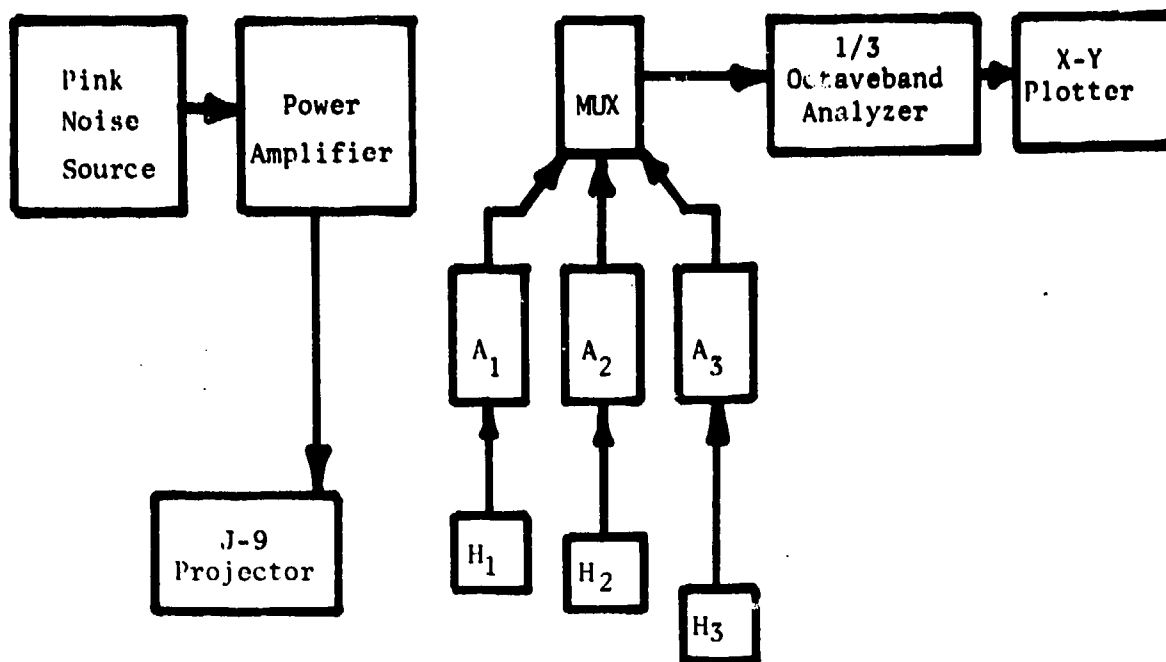 Pink
Noise
Source
Power
Amplifier
MUX
1/3
Octaveband
Analyzer
X-Y
Plotter
A1
A2
A3
J-9
Projector
H1
H2
H3